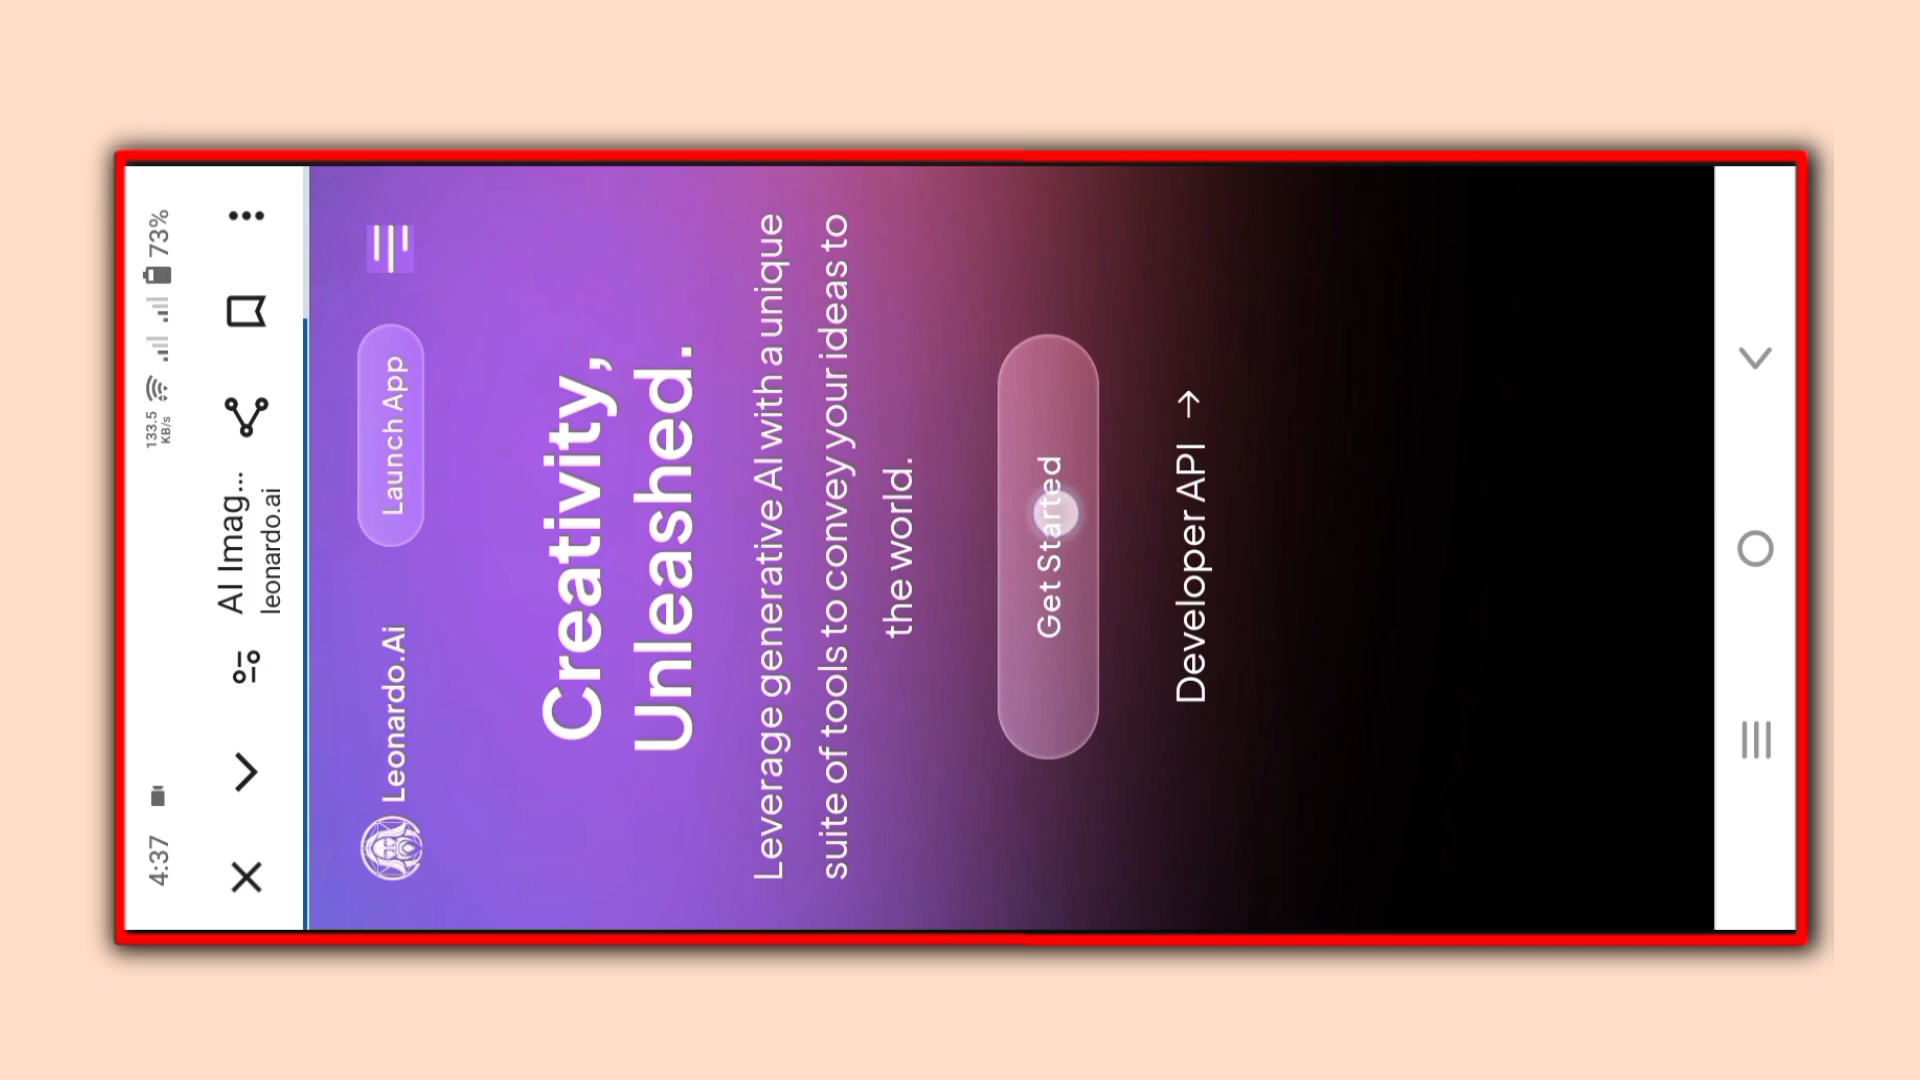 4:37
133.5
KB/s
73%
AI Imag...
leonardo.ai
Leonardo.Ai
Launch App
Creativity,
Unleashed.
Leverage generative AI with a unique
suite of tools to convey your ideas to
the world.
Get Started
Developer API →